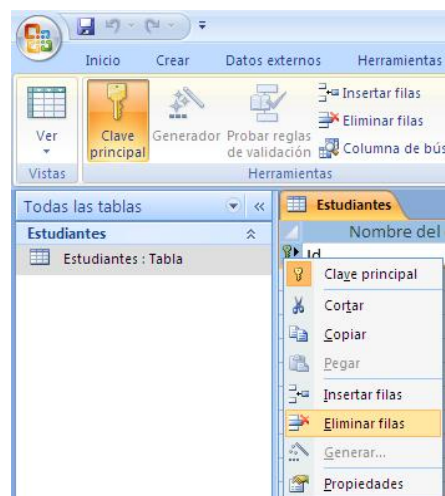 Inicio Crear Datos externos Herramientas
Insertar filas
Eliminar filas
Columna de bús
Ver
Clave principal
Generador
Probar reglas de validación
Vistas
Herramientas
Todas las tablas
Estudiantes
Estudiantes : Tabla
Estudiantes
Nombre del
Id
Clave principal
Cortar
Copiar
Pegar
Insertar filas
Eliminar filas
Generar...
Propiedades